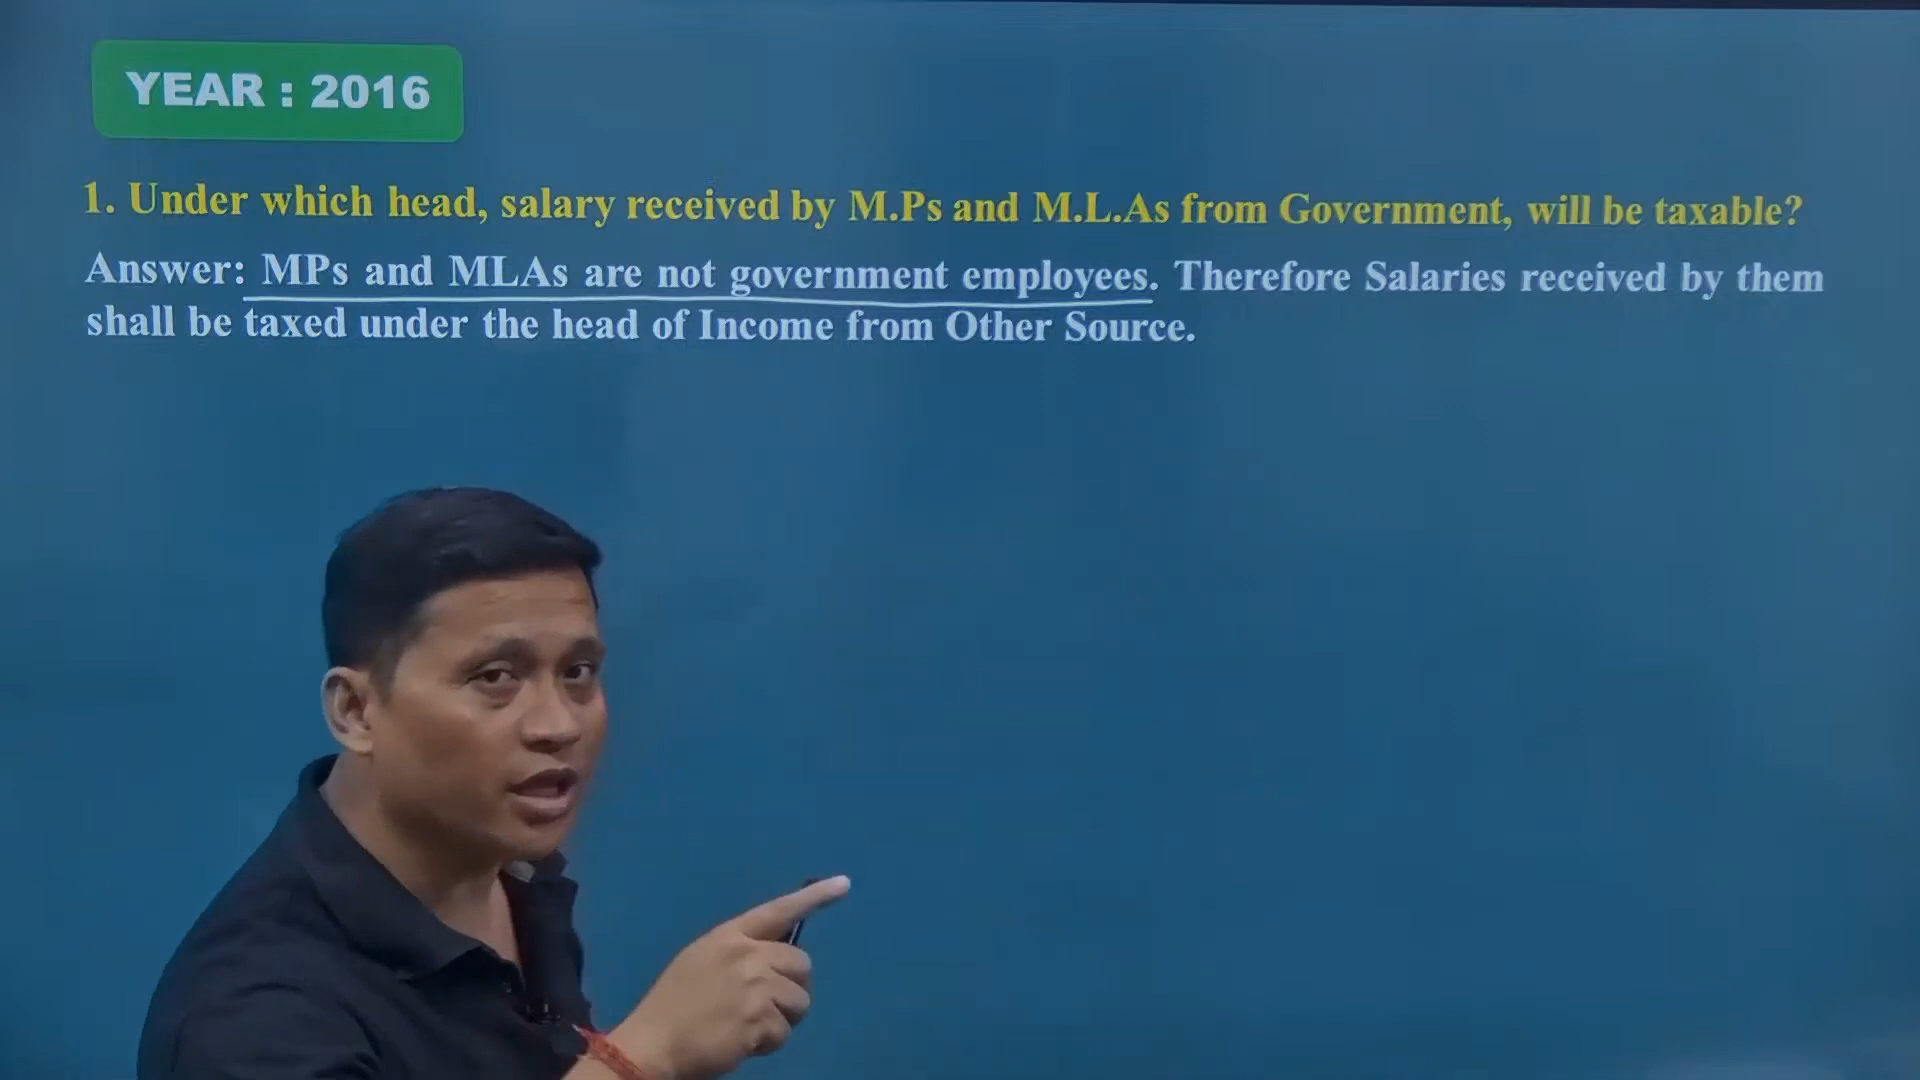 YEAR : 2016
1. Under which head, salary received by M.Ps and M.L.As from Government, will be taxable?
Answer: MPs and MLAs are not government employees. Therefore Salaries received by them
shall be taxed under the head of Income from Other Source.